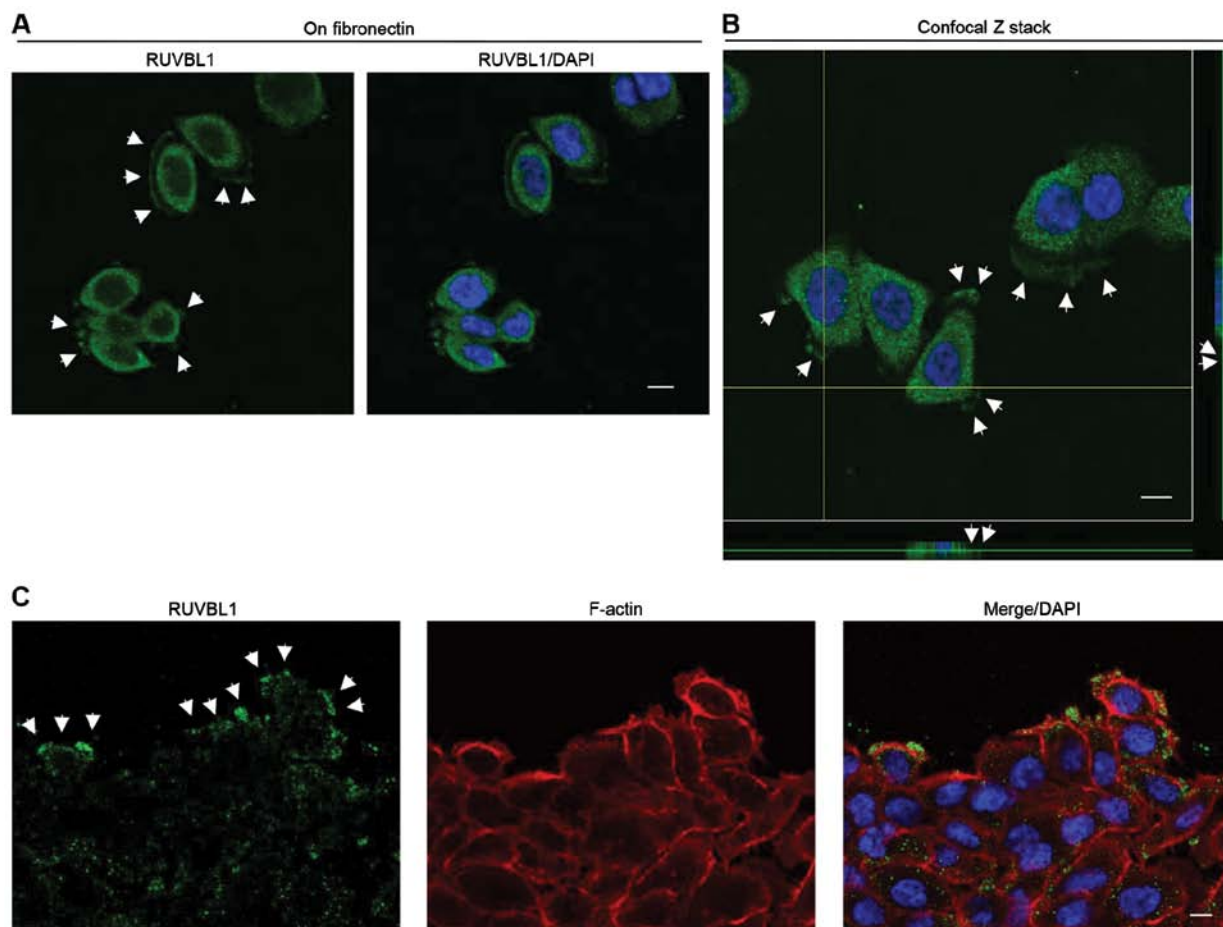 A
On fibronectin
RUVBL1
RUVBL1/DAPI
B
Confocal Z stack
C
RUVBL1
F-actin
Merge/DAPI